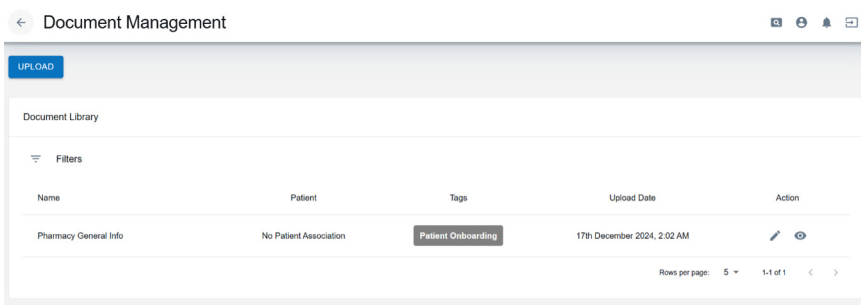 Document Management
UPLOAD
Document Library
Filters
Name Patient Tags Upload Date Action
Pharmacy General Info No Patient Association Patient Onboarding 17th December 2024, 2:02 AM
Rows per page: 5 1-1 of 1